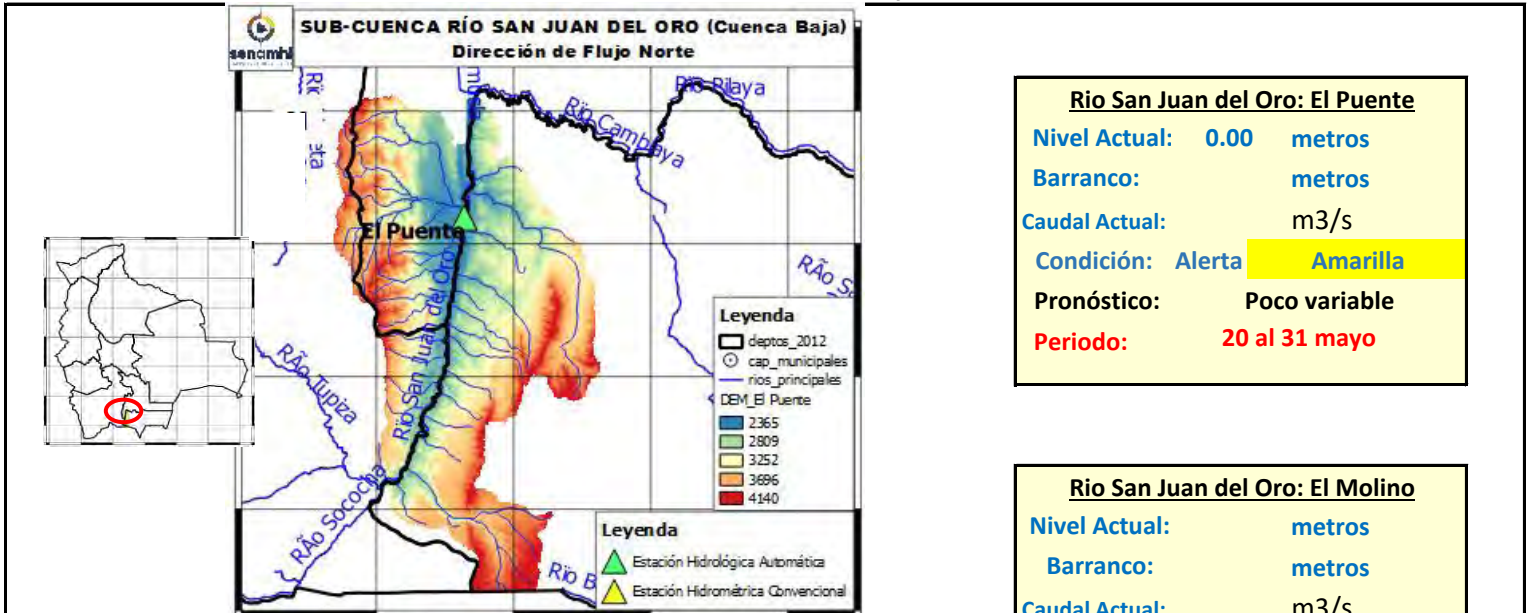 SUB-CUENCA RÍO SAN JUAN DEL ORO (Cuenca Baja)
Dirección de Flujo Norte
senamhi
Río Pilaya
Río Camblaya
El Puente
RÃo Tupiza
Río San Juan del Oro
RÃo Sococha
RÃo S
Río B
Leyenda
deptos_2012
cap_municipales
rios_principales
DEM_El Puente
2365
2809
3252
3696
4140
Leyenda
Estación Hidrológica Automática
Estación Hidrométrica Convencional
Rio San Juan del Oro: El Puente
Nivel Actual: 0.00 metros
Barranco: metros
Caudal Actual: m3/s
Condición: Alerta Amarilla
Pronóstico: Poco variable
Periodo: 20 al 31 mayo
Rio San Juan del Oro: El Molino
Nivel Actual: metros
Barranco: metros
Caudal Actual: m3/s